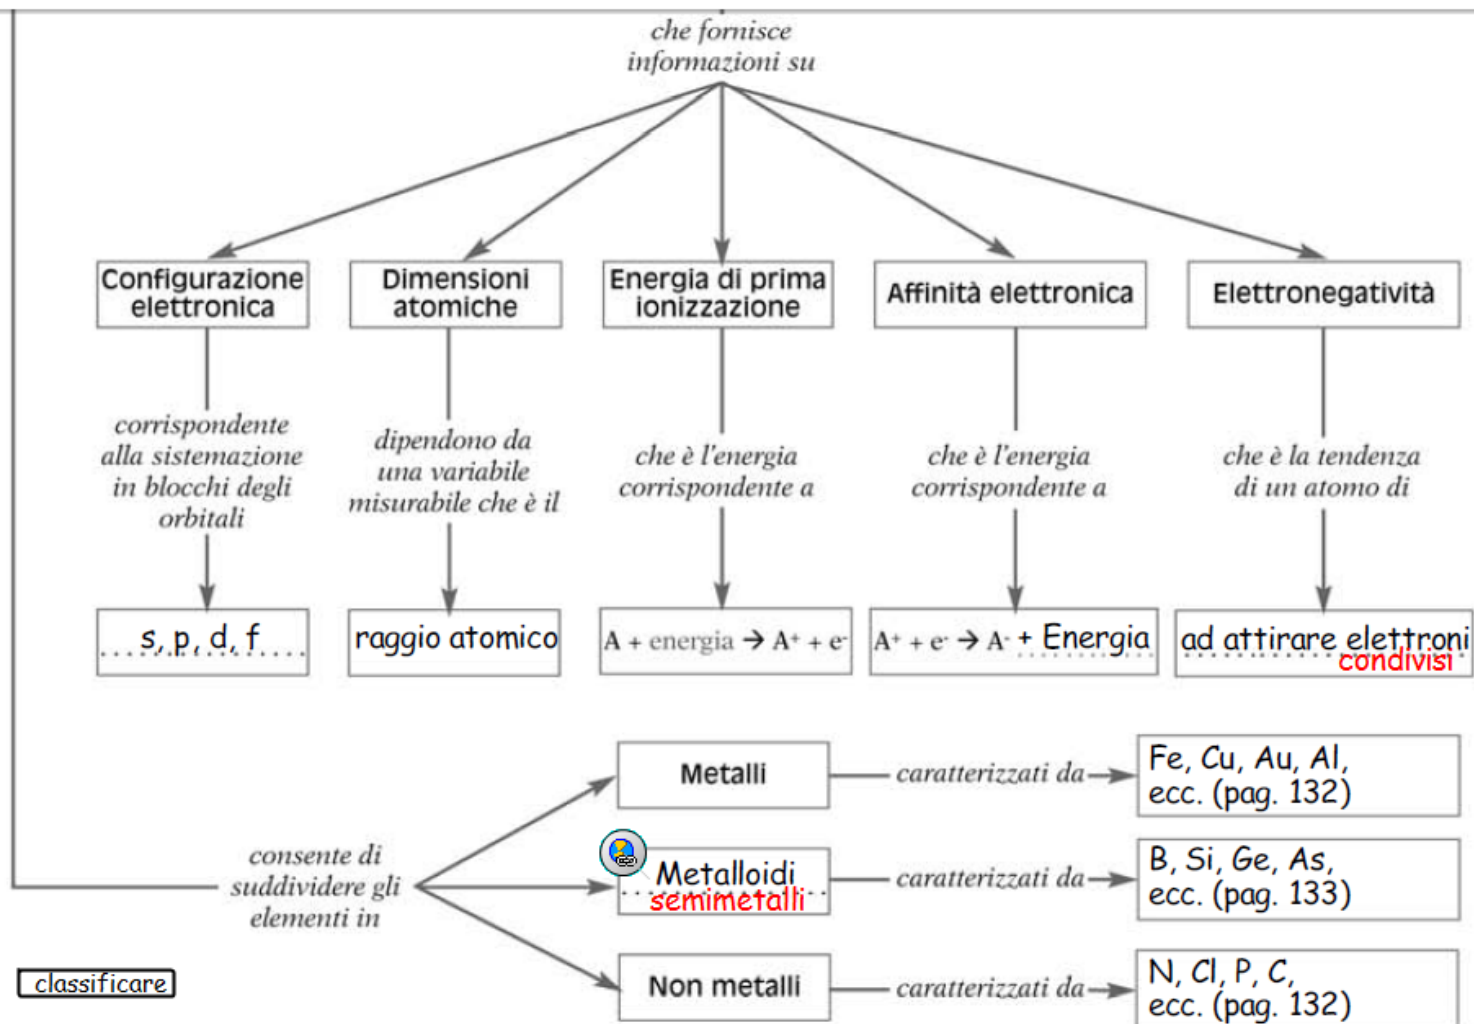 che fornisce
informazioni su
Configurazione
elettronica
Dimensioni
atomiche
Energia di prima
ionizzazione
Affinità elettronica
Elettronegatività
corrispondente
alla sistemazione
in blocchi degli
orbitali
dipendono da
una variabile
misurabile che è il
che è l'energia
corrispondente a
che è l'energia
corrispondente a
che è la tendenza
di un atomo di
s, p, d, f
raggio atomico
A + energia → A⁺ + e⁻
A⁺ + e⁻ → A⁻ + Energia
ad attirare elettroni
condivisi
consente di
suddividere gli
elementi in
Metalli
caratterizzati da
Fe, Cu, Au, Al,
ecc. (pag. 132)
Metalloidi
semimetalli
caratterizzati da
B, Si, Ge, As,
ecc. (pag. 133)
Non metalli
caratterizzati da
N, Cl, P, C,
ecc. (pag. 132)
classificare